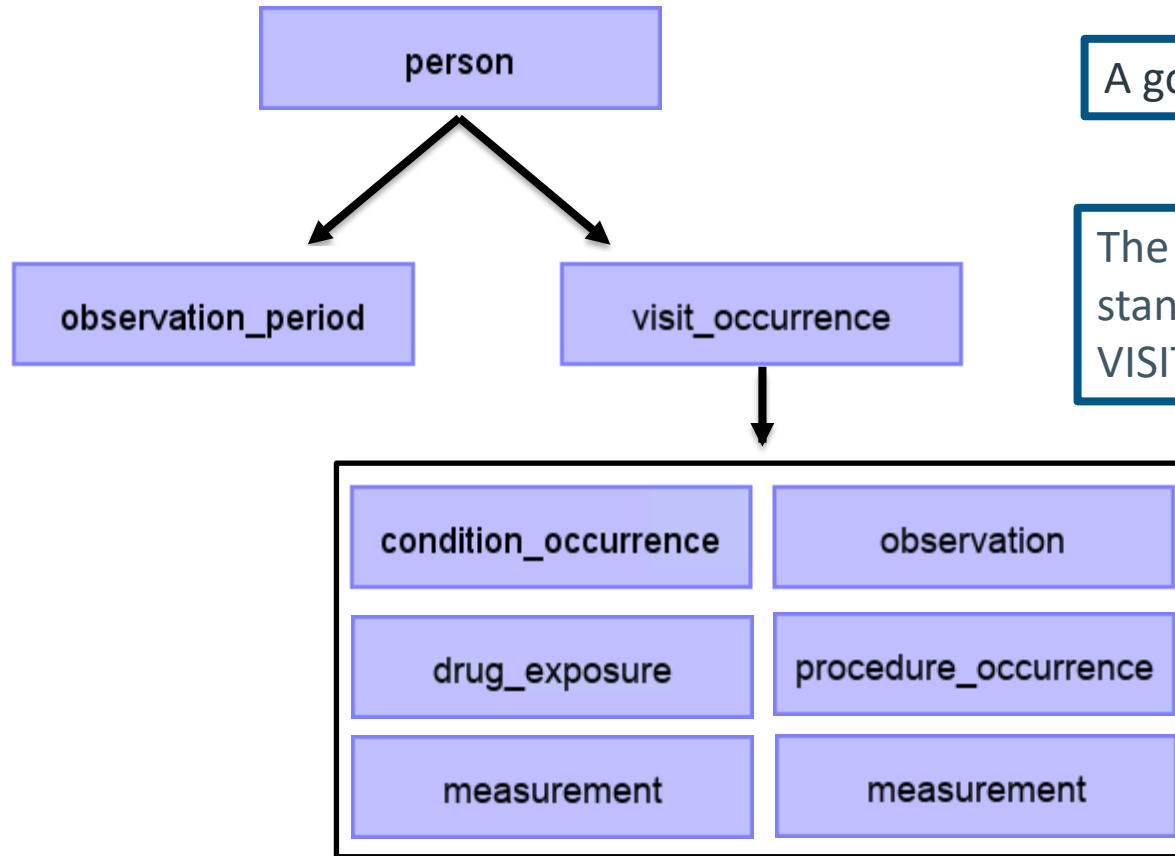 person
A go
observation_period
visit_occurrence
The
stan
VISIT
condition_occurrence
observation
drug_exposure
procedure_occurrence
measurement
measurement